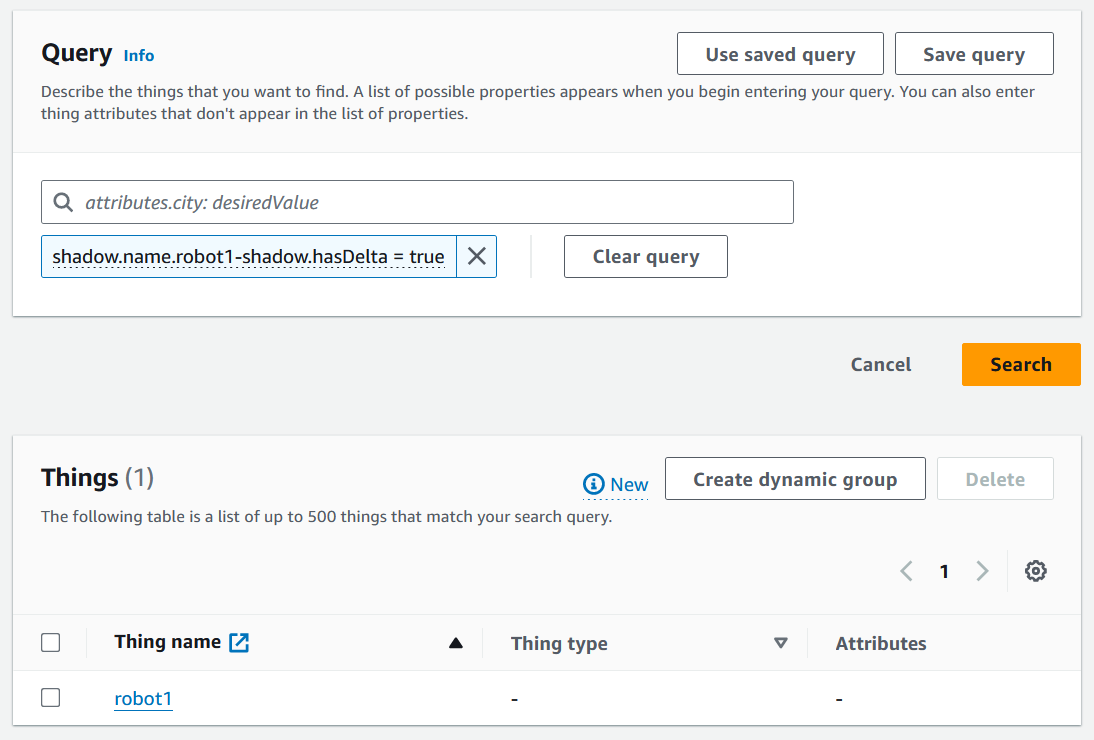 Query Info
Use saved query
Save query
Describe the things that you want to find. A list of possible properties appears when you begin entering your query. You can also enter
thing attributes that don't appear in the list of properties.
attributes.city: desiredValue
shadow.name.robot1-shadow.hasDelta = true
Clear query
Cancel
Search
Things (1)
New
Create dynamic group
Delete
The following table is a list of up to 500 things that match your search query.
1
Thing name
Thing type
Attributes
robot1
-
-